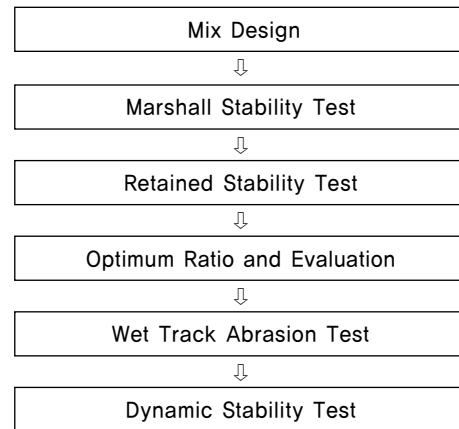 Mix Design
⇩
Marshall Stability Test
⇩
Retained Stability Test
⇩
Optimum Ratio and Evaluation
⇩
Wet Track Abrasion Test
⇩
Dynamic Stability Test